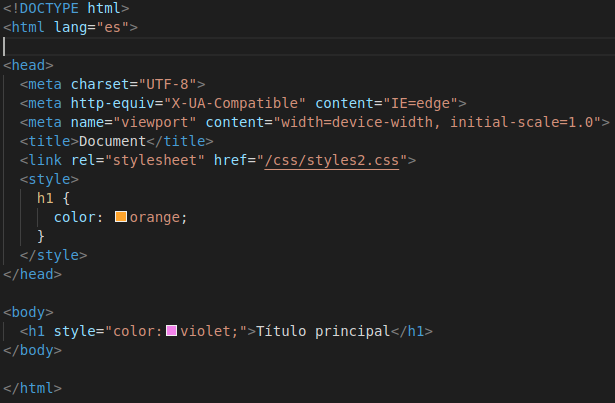 <!DOCTYPE html>
<html lang="es">
<head>
<meta charset="UTF-8">
<meta http-equiv="X-UA-Compatible" content="IE=edge">
<meta name="viewport" content="width=device-width, initial-scale=1.0">
<title>Document</title>
<link rel="stylesheet" href="/css/styles2.css">
<style>
h1 {
color: orange;
}
</style>
</head>
<body>
<h1 style="color:violet;">Título principal</h1>
</body>
</html>